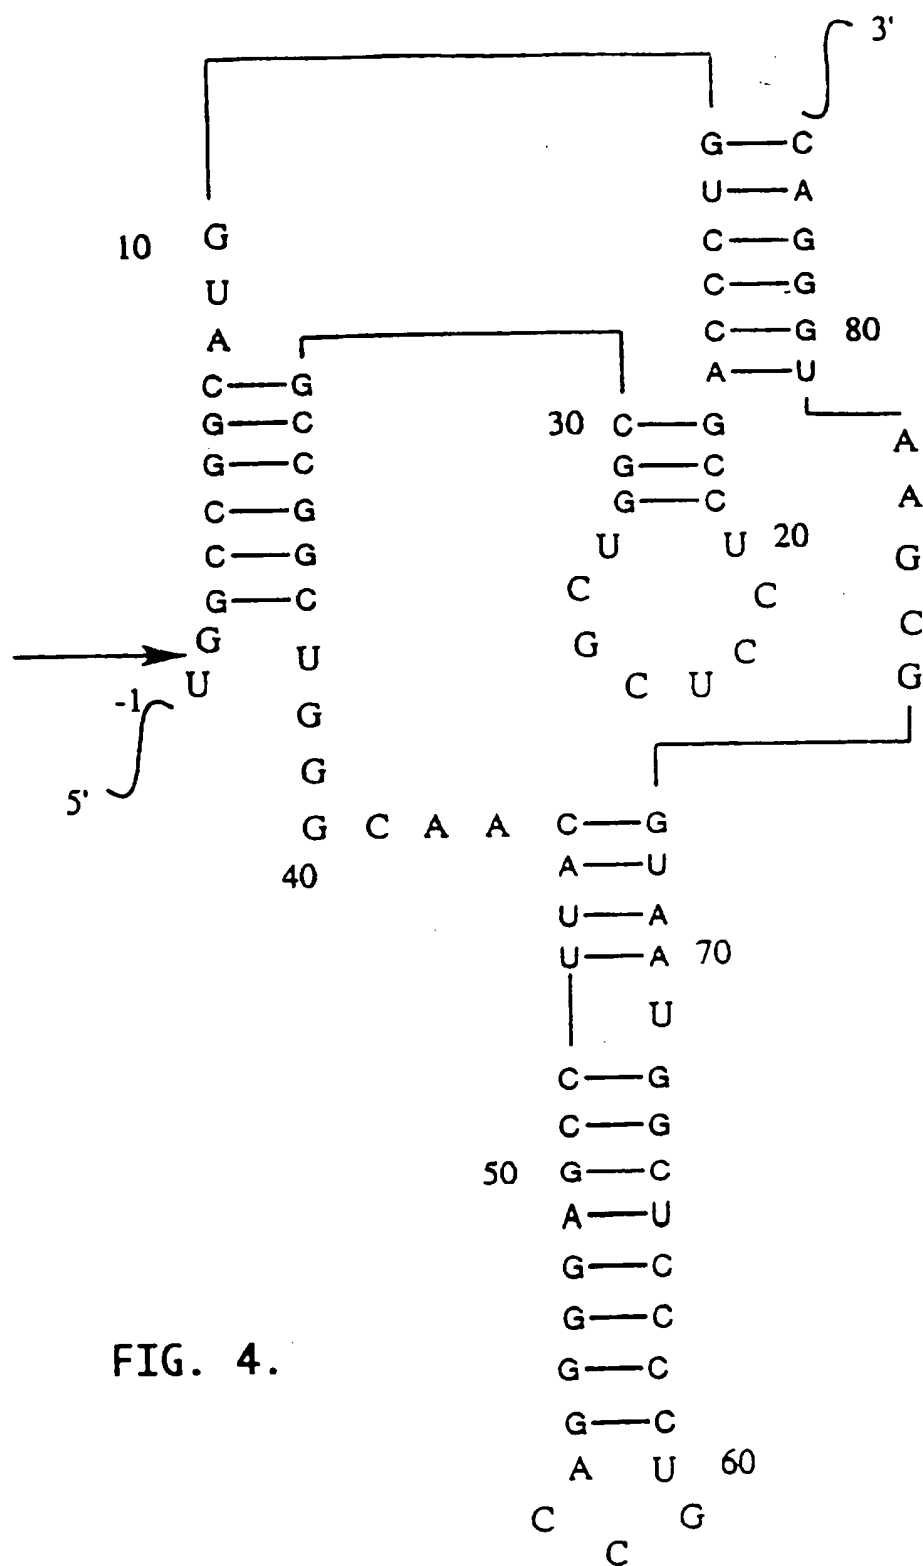 3'
G C
U A
10 G C G
U C G
A C G 80
C G A U
G C 30 C G A
G C G C
C G G C A
C G U U 20 G
G C C C
G U G C C
-1 U C U G
5' G
G
G C A A C G
40 A U
U A
U A 70
U
C G
C G
50 G C
A U
G C
G C
FIG. 4.
G C
G C
A U 60
C G
C